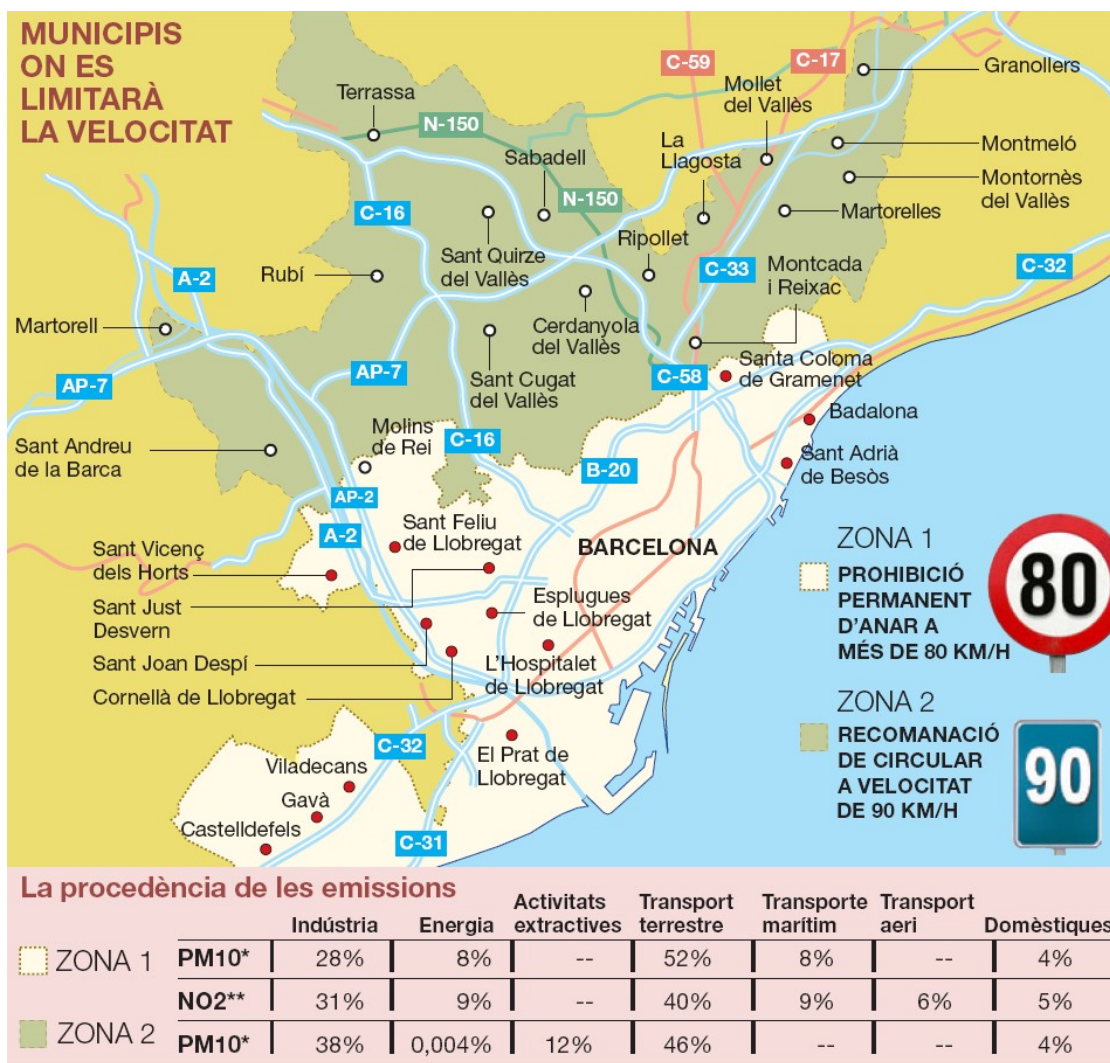 MUNICIPIS
ON ES
LIMITARÀ
LA VELOCITAT
C-59
C-17
Granollers
Terrassa
Mollet
del Vallès
N-150
La
Llagosta
Montmeló
Sabadell
Montornès
del Vallès
N-150
C-16
Martorelles
Sant Quirze
del Vallès
Ripollet
Montcada
i Reixac
C-33
C-32
A-2
Rubí
Martorell
Cerdanyola
del Vallès
AP-7
AP-7
Sant Cugat
del Vallès
C-58
Santa Coloma
de Gramenet
Badalona
Molins
de Rei
C-16
Sant Andreu
de la Barca
B-20
Sant Adrià
de Besòs
AP-2
A-2
Sant Feliu
de Llobregat
BARCELONA
Sant Vicenç
dels Horts
Sant Just
Desvern
Esplugues
de Llobregat
Sant Joan Despí
L'Hospitalet
de Llobregat
Cornellà de Llobregat
C-32
El Prat de
Llobregat
Viladecans
Gavà
Castelldefels
C-31
ZONA 1
PROHIBICIÓ
PERMANENT
D'ANAR A
MÉS DE 80 KM/H
80
ZONA 2
RECOMANACIÓ
DE CIRCULAR
A VELOCITAT
DE 90 KM/H
90
La procedència de les emissions
Indústria Energia Activitats extractives Transport terrestre Transporte marítim Transport aeri Domèstiques
ZONA 1 PM10* 28% 8% -- 52% 8% -- 4%
NO2** 31% 9% -- 40% 9% 6% 5%
ZONA 2 PM10* 38% 0,004% 12% 46% -- -- 4%